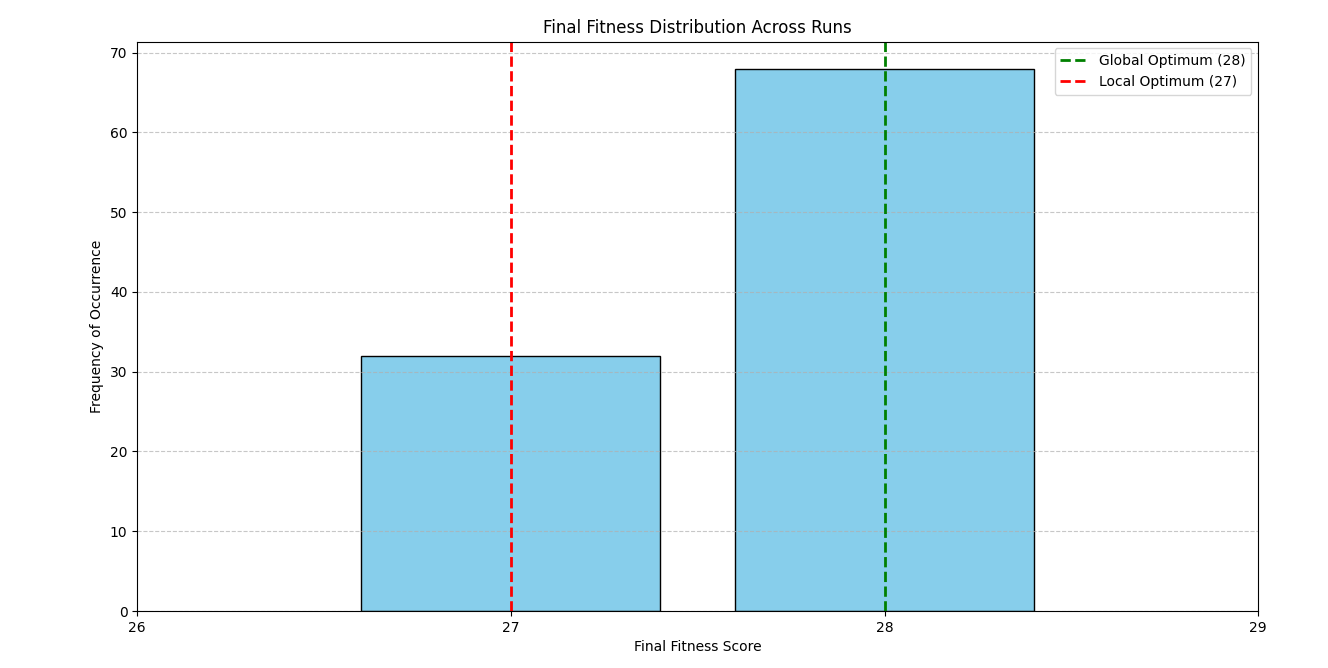 Final Fitness Distribution Across Runs
Global Optimum (28)
Local Optimum (27)
Frequency of Occurrence
70
60
50
40
30
20
10
0
26 27 28 29
Final Fitness Score